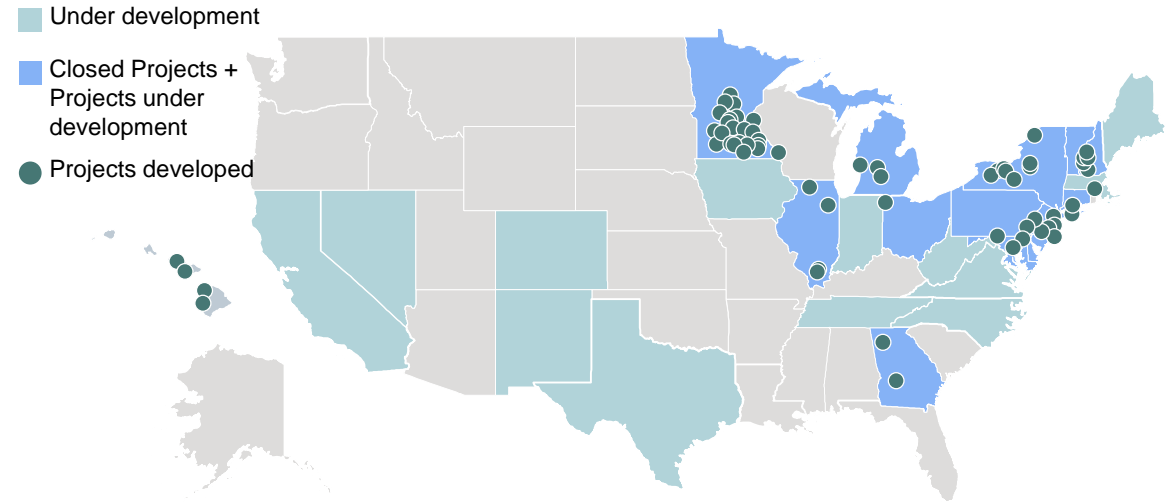 Under development
Closed Projects +
Projects under
development
Projects developed